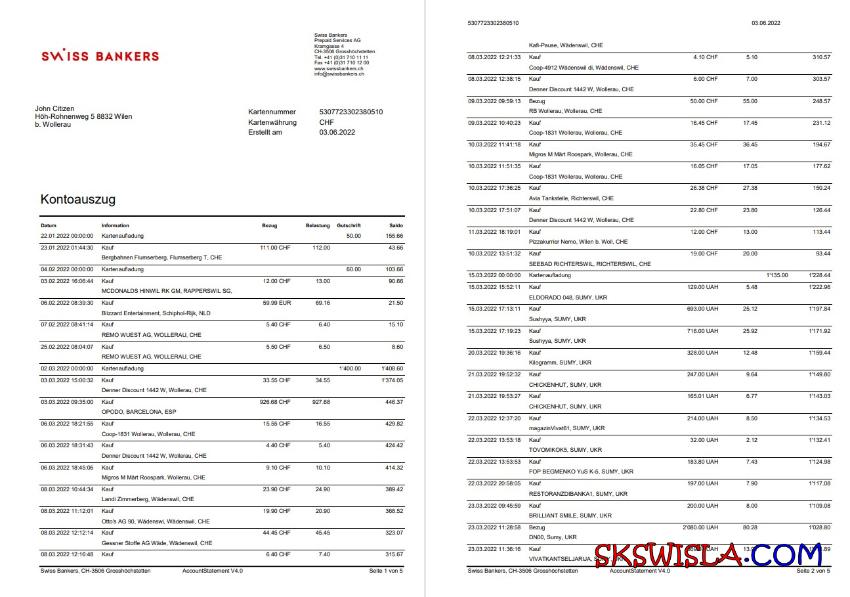 SWISS BANKERS
Swiss Bankers
Prepaid Services AG
Kramgasse 4
CH-3506 Grosshöchstetten
Tel. +41 (0)31 710 11 11
Fax +41 (0)31 710 12 00
www.swissbankers.ch
info@swissbankers.ch
John Citizen
Höh-Rohnenweg 5 8832 Wilen
b. Wollerau
Kartennummer 5307723302380510
Kartenwährung CHF
Erstellt am 03.06.2022
Kontoauszug
Datum Information Bezug Belastung Gutschrift Saldo
22.01.2022 00:00:00 Kartenaufladung 50.00 155.66
23.01.2022 01:44:30 Kauf 111.00 CHF 112.00 43.66
Bergbahnen Flumserberg, Flumserberg T, CHE
04.02.2022 00:00:00 Kartenaufladung 60.00 103.66
03.02.2022 16:06:44 Kauf 12.00 CHF 13.00 90.66
MCDONALDS HINWIL RK GM, RAPPERSWIL SG,
06.02.2022 08:39:30 Kauf 69.99 EUR 69.16 21.50
Blizzard Entertainment, Schiphol-Rijk, NLD
07.02.2022 08:41:14 Kauf 5.40 CHF 6.40 15.10
REMO WUEST AG, WOLLERAU, CHE
25.02.2022 08:04:07 Kauf 5.50 CHF 6.50 8.60
REMO WUEST AG, WOLLERAU, CHE
02.03.2022 00:00:00 Kartenaufladung 1'400.00 1'408.60
03.03.2022 15:00:32 Kauf 33.55 CHF 34.55 1'374.05
Denner Discount 1442 W, Wollerau, CHE
03.03.2022 09:35:00 Kauf 926.68 CHF 927.68 446.37
OPODO, BARCELONA, ESP
06.03.2022 18:21:55 Kauf 15.55 CHF 16.55 429.82
Coop-1831 Wollerau, Wollerau, CHE
06.03.2022 18:31:43 Kauf 4.40 CHF 5.40 424.42
Denner Discount 1442 W, Wollerau, CHE
06.03.2022 18:45:06 Kauf 9.10 CHF 10.10 414.32
Migros M Märt Roospark, Wollerau, CHE
08.03.2022 10:44:34 Kauf 23.90 CHF 24.90 389.42
Landi Zimmerberg, Wädenswil, CHE
08.03.2022 11:12:01 Kauf 19.90 CHF 20.90 368.52
Otto's AG 90, Wädenswi, Wädenswil, CHE
08.03.2022 12:12:14 Kauf 44.45 CHF 45.45 323.07
Gessner Stoffe AG Wäde, Wädenswil, CHE
08.03.2022 12:16:48 Kauf 6.40 CHF 7.40 315.67
Swiss Bankers, CH-3506 Grosshöchstetten AccountStatement V4.0 Seite 1 von 5
5307723302380510 03.06.2022
Kafi-Pause, Wädenswil, CHE
08.03.2022 12:21:33 Kauf 4.10 CHF 5.10 310.57
Coop-4912 Wädenswil di, Wädenswil, CHE
08.03.2022 12:38:15 Kauf 6.00 CHF 7.00 303.57
Denner Discount 1442 W, Wollerau, CHE
09.03.2022 09:59:13 Bezug 50.00 CHF 55.00 248.57
RB Wollerau, Wollerau, CHE
09.03.2022 10:40:23 Kauf 16.45 CHF 17.45 231.12
Coop-1831 Wollerau, Wollerau, CHE
10.03.2022 11:41:18 Kauf 35.45 CHF 36.45 194.67
Migros M Märt Roospark, Wollerau, CHE
10.03.2022 11:51:35 Kauf 16.05 CHF 17.05 177.62
Coop-1831 Wollerau, Wollerau, CHE
10.03.2022 17:36:25 Kauf 26.38 CHF 27.38 150.24
Avia Tankstelle, Richterswil, CHE
10.03.2022 17:51:07 Kauf 22.80 CHF 23.80 126.44
Denner Discount 1442 W, Wollerau, CHE
11.03.2022 18:19:01 Kauf 12.00 CHF 13.00 113.44
Pizzakurrier Nemo, Wilen b. Woll, CHE
10.03.2022 13:51:32 Kauf 19.00 CHF 20.00 93.44
SEEBAD RICHTERSWIL, RICHTERSWIL, CHE
15.03.2022 00:00:00 Kartenaufladung 1'135.00 1'228.44
15.03.2022 15:52:11 Kauf 129.00 UAH 5.48 1'222.96
ELDORADO 048, SUMY, UKR
15.03.2022 17:13:11 Kauf 693.00 UAH 25.12 1'197.84
Sushyya, SUMY, UKR
15.03.2022 17:19:23 Kauf 716.00 UAH 25.92 1'171.92
Sushyya, SUMY, UKR
20.03.2022 19:36:16 Kauf 328.00 UAH 12.48 1'159.44
Kilogramm, SUMY, UKR
21.03.2022 19:52:32 Kauf 247.00 UAH 9.64 1'149.80
CHICKENHUT, SUMY, UKR
21.03.2022 19:53:27 Kauf 165.01 UAH 6.77 1'143.03
CHICKENHUT, SUMY, UKR
22.03.2022 12:37:20 Kauf 214.00 UAH 8.50 1'134.53
magazinVivat61, SUMY, UKR
22.03.2022 13:53:18 Kauf 32.00 UAH 2.12 1'132.41
TOVOMIKOK5, SUMY, UKR
22.03.2022 13:53:53 Kauf 183.80 UAH 7.43 1'124.98
FOP BEGMENKO YuS K-5, SUMY, UKR
22.03.2022 20:58:05 Kauf 197.00 UAH 7.90 1'117.08
RESTORANZDIBANKA1, SUMY, UKR
23.03.2022 09:45:59 Kauf 200.00 UAH 8.00 1'109.08
BRILLIANT SMILE, SUMY, UKR
23.03.2022 11:28:58 Bezug 2'080.00 UAH 80.28 1'028.80
DN00, Sumy, UKR
23.03.2022 11:36:16 Kauf
VIVATKANTSELJARIJA,
SKSWISLA.COM
Swiss Bankers, CH-3506 Grosshöchstetten AccountStatement V4.0 Seite 2 von 5